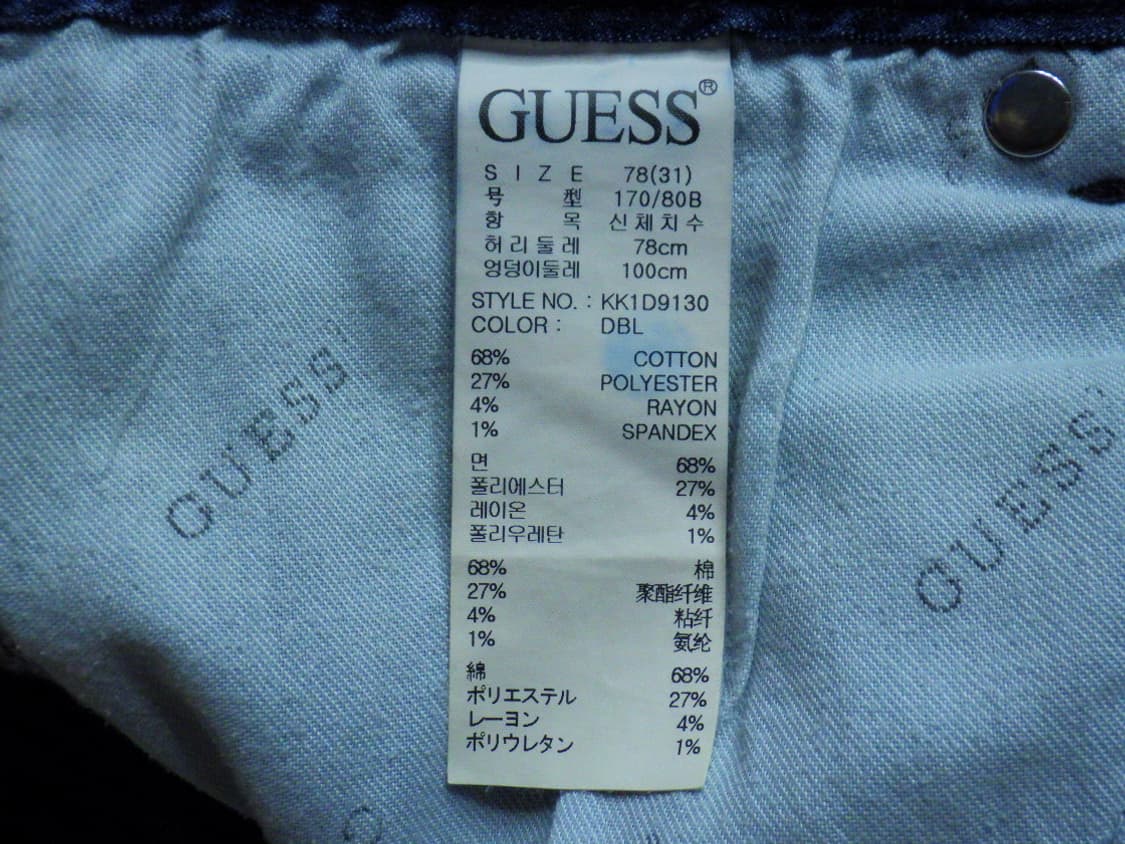 GUESS®
SIZE 78(31)
号型 170/80B
항목 신체치수
허리둘레 78cm
엉덩이둘레 100cm
STYLE NO. : KK1D9130
COLOR : DBL
68% COTTON
27% POLYESTER
4% RAYON
1% SPANDEX
면 68%
폴리에스터 27%
레이온 4%
폴리우레탄 1%
68% 棉
27% 聚酯纤维
4% 粘纤
1% 氨纶
綿 68%
ポリエステル 27%
レーヨン 4%
ポリウレタン 1%
GUESS
GUESS